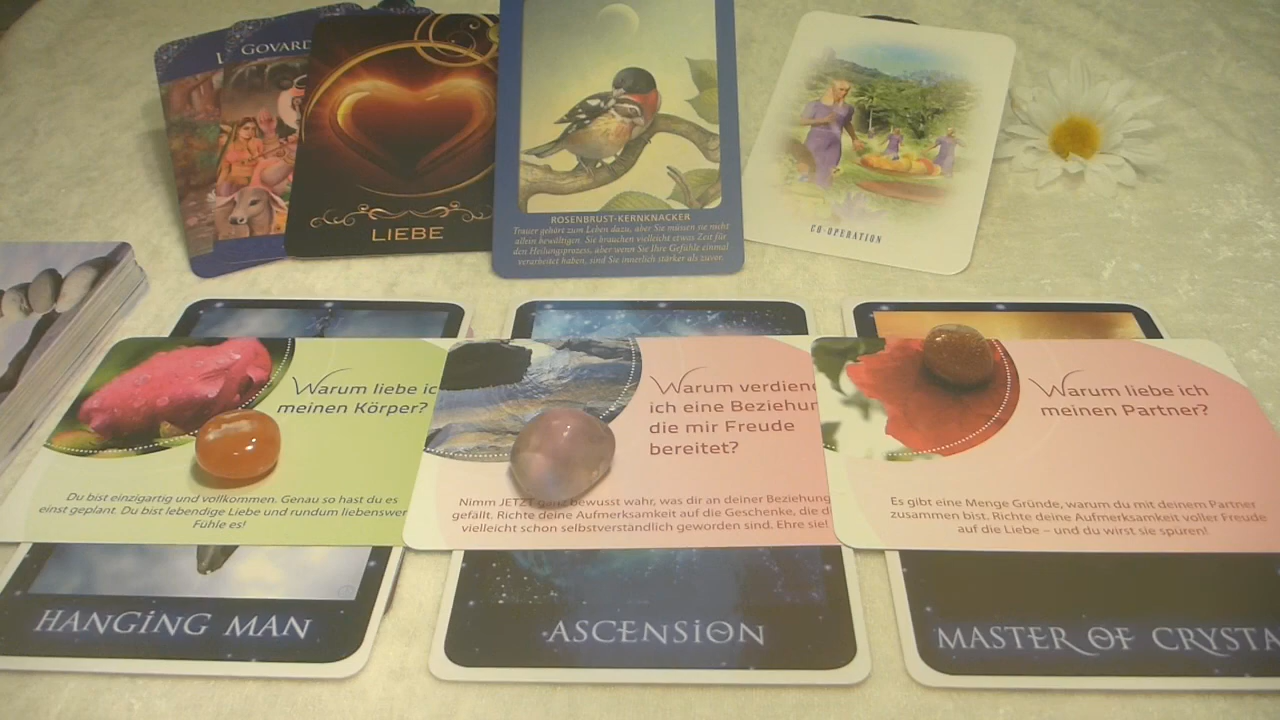 GOVARD
LIEBE
ROSENBRUST-KERNKNACKER
Trauer gehört zum Leben dazu, aber Sie müssen sie nicht
allein bewältigen. Sie brauchen vielleicht etwas Zeit für
den Heilungsprozess, aber wenn Sie Ihre Gefühle einmal
verarbeitet haben, sind Sie innerlich stärker als zuvor.
CO-OPERATION
Warum liebe ic
meinen Körper?
Du bist einzigartig und vollkommen. Genau so hast du es
einst geplant. Du bist lebendige Liebe und rundum liebenswer
Fühle es!
Warum verdien
ich eine Beziehun
die mir Freude
bereitet?
Nimm JETZT ganz bewusst wahr, was dir an deiner Beziehung
gefällt. Richte deine Aufmerksamkeit auf die Geschenke, die d
vielleicht schon selbstverständlich geworden sind. Ehre sie!
Warum liebe ich
meinen Partner?
Es gibt eine Menge Gründe, warum du mit deinem Partner
zusammen bist. Richte deine Aufmerksamkeit voller Freude
auf die Liebe – und du wirst sie spüren!
HANGING MAN
ASCENSION
MASTER OF CRYSTA